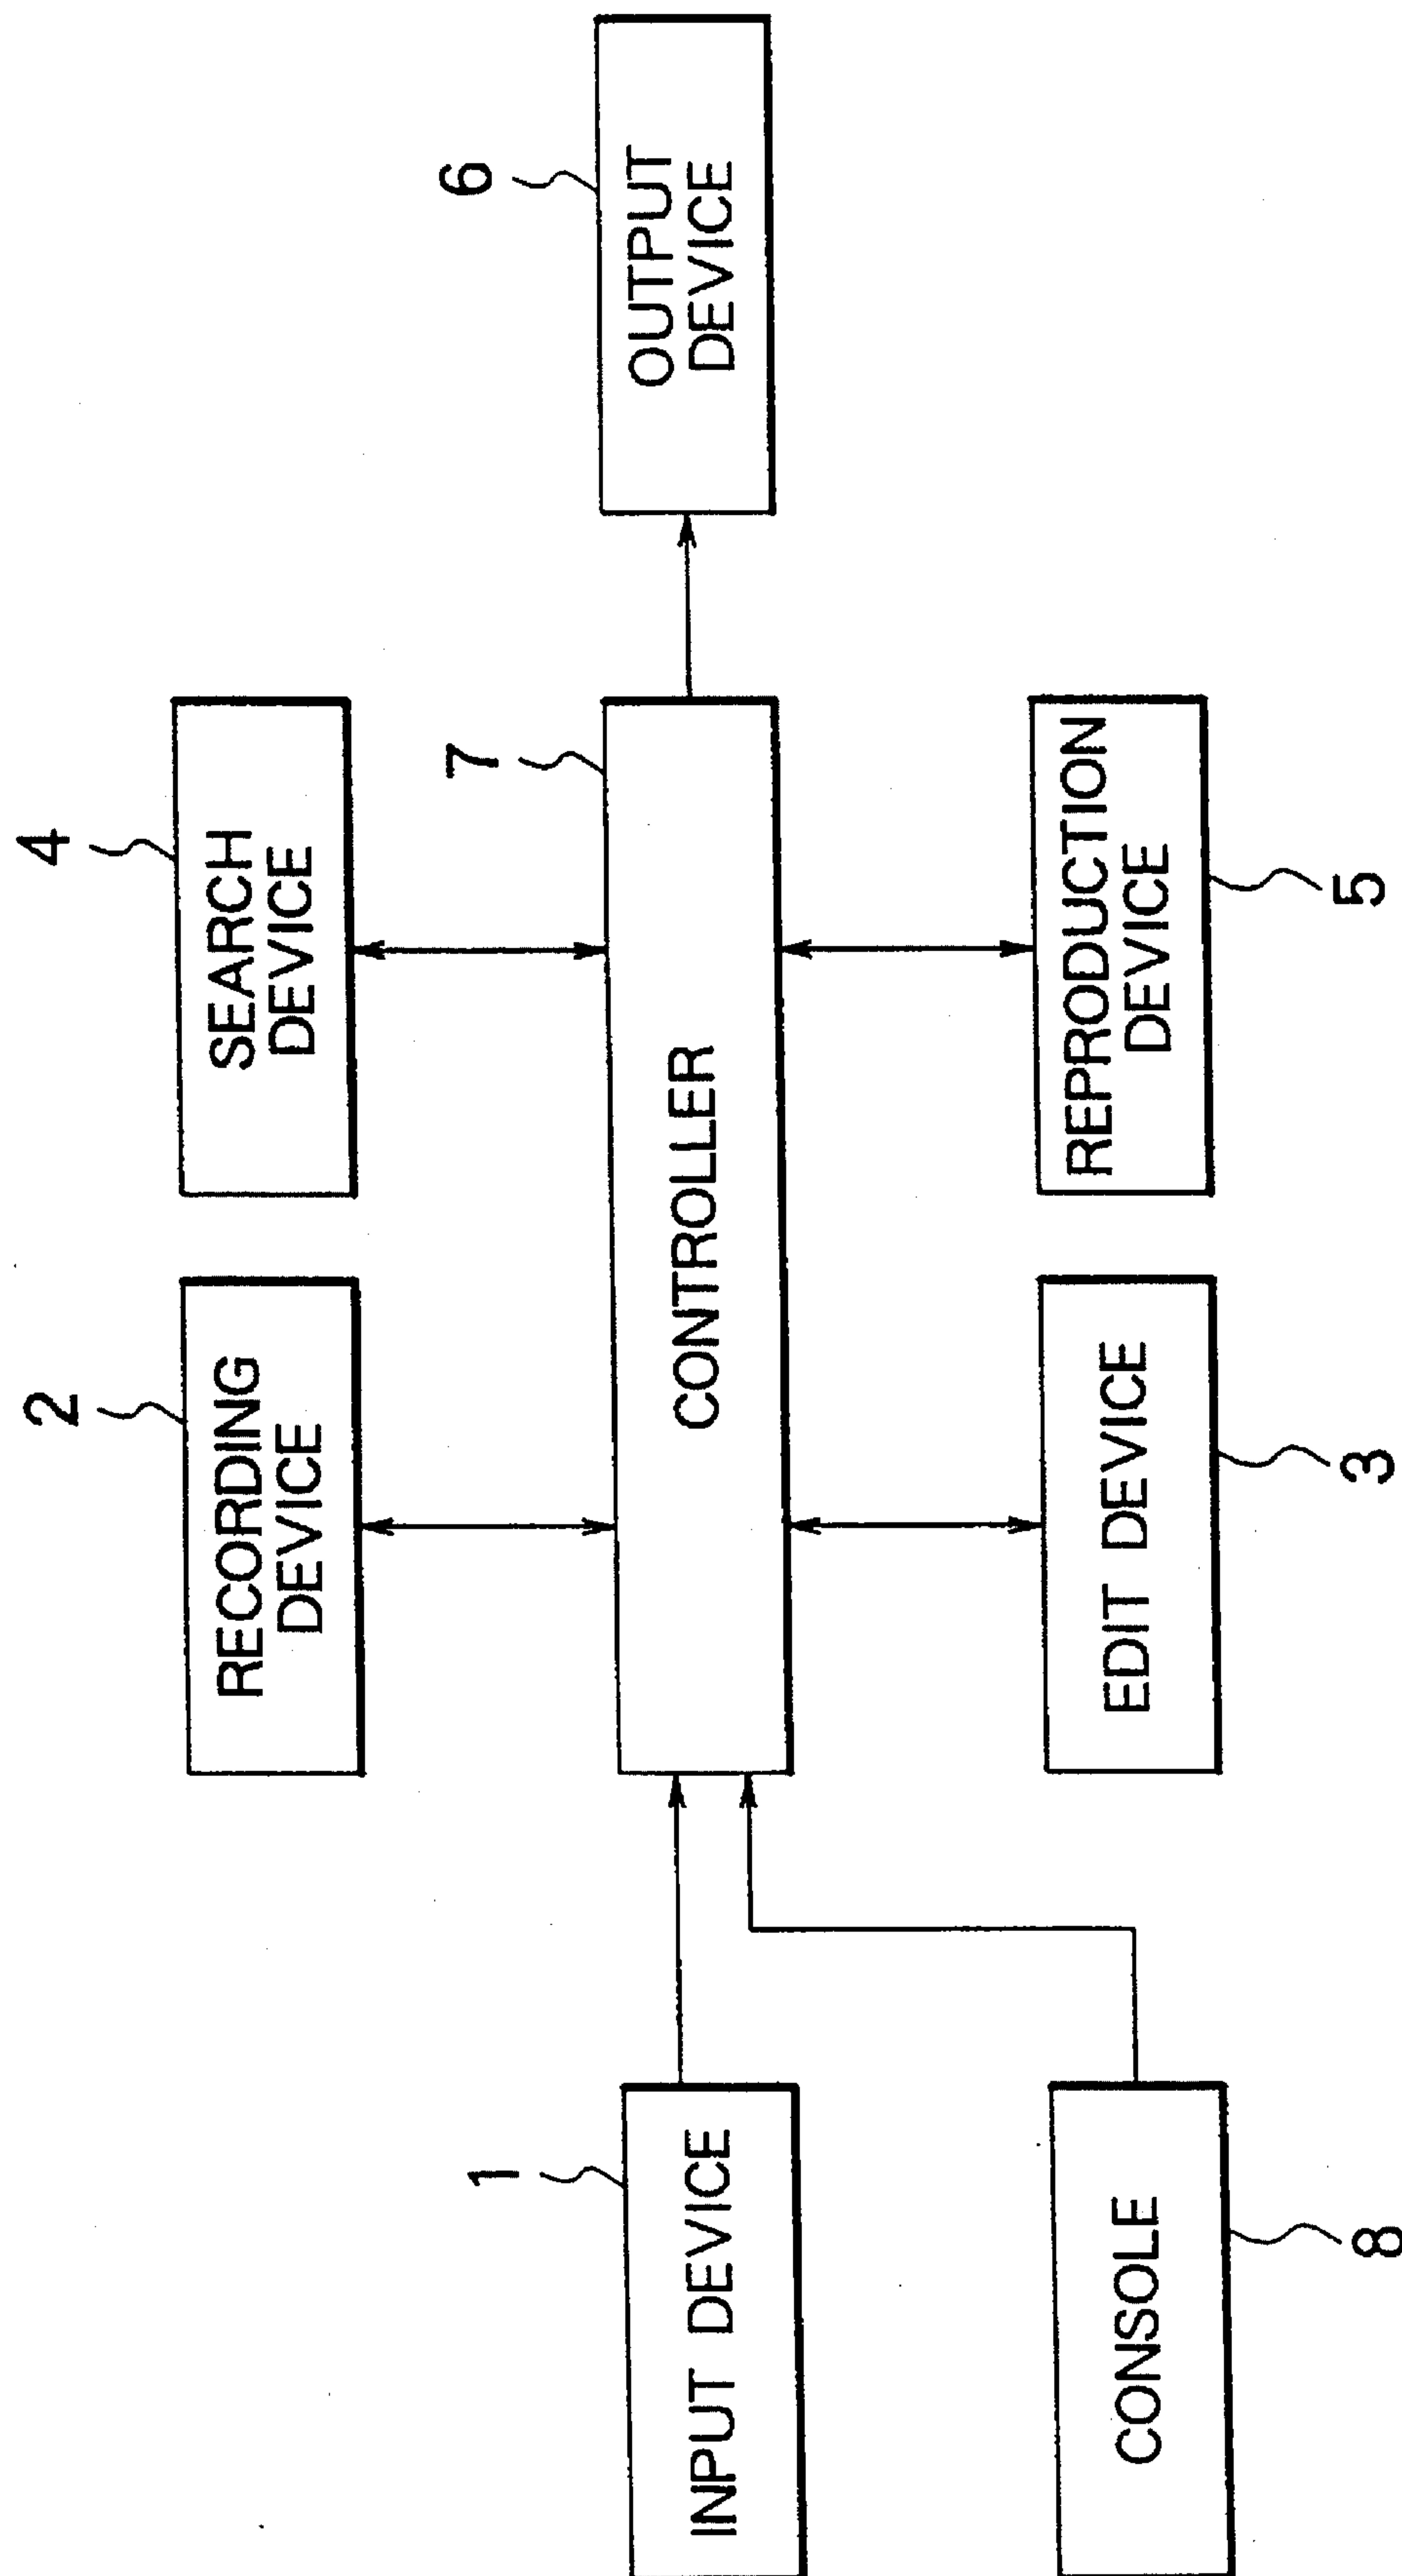 4
2
SEARCH
DEVICE
RECORDING
DEVICE
6
7
1
OUTPUT
DEVICE
CONTROLLER
INPUT DEVICE
REPRODUCTION
DEVICE
EDIT DEVICE
CONSOLE
5
3
8